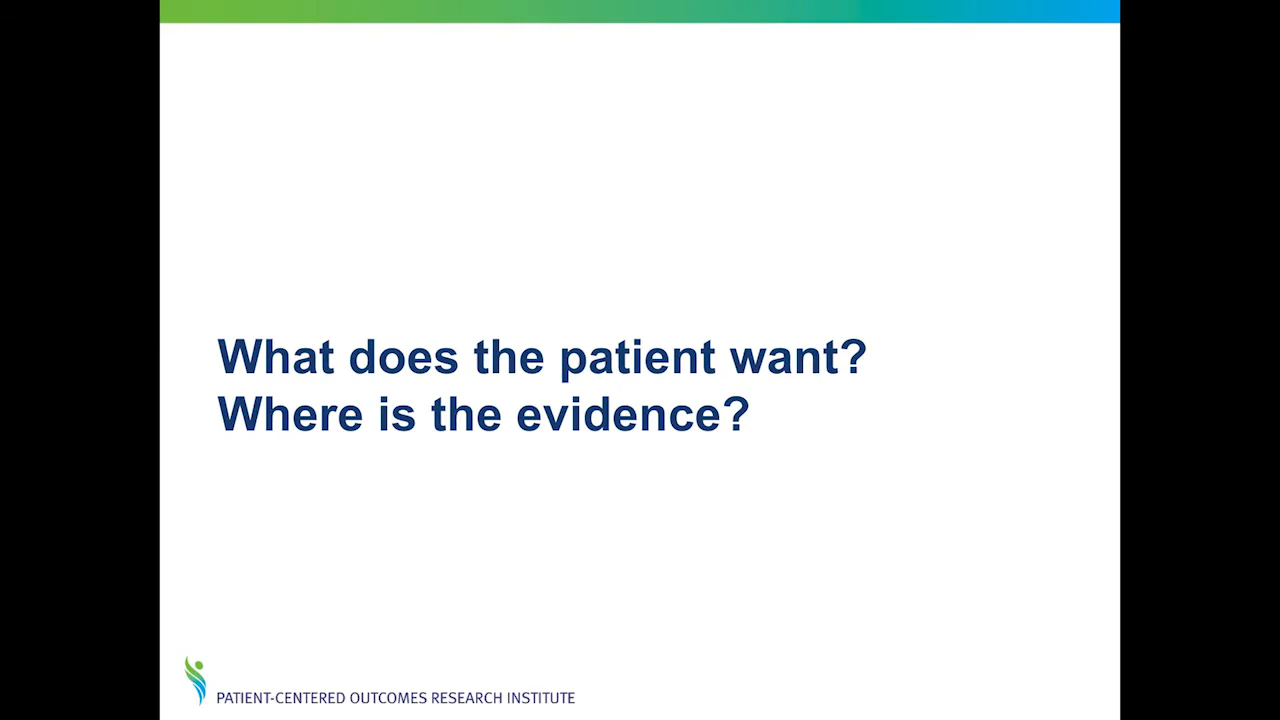 What does the patient want?
Where is the evidence?
PATIENT-CENTERED OUTCOMES RESEARCH INSTITUTE